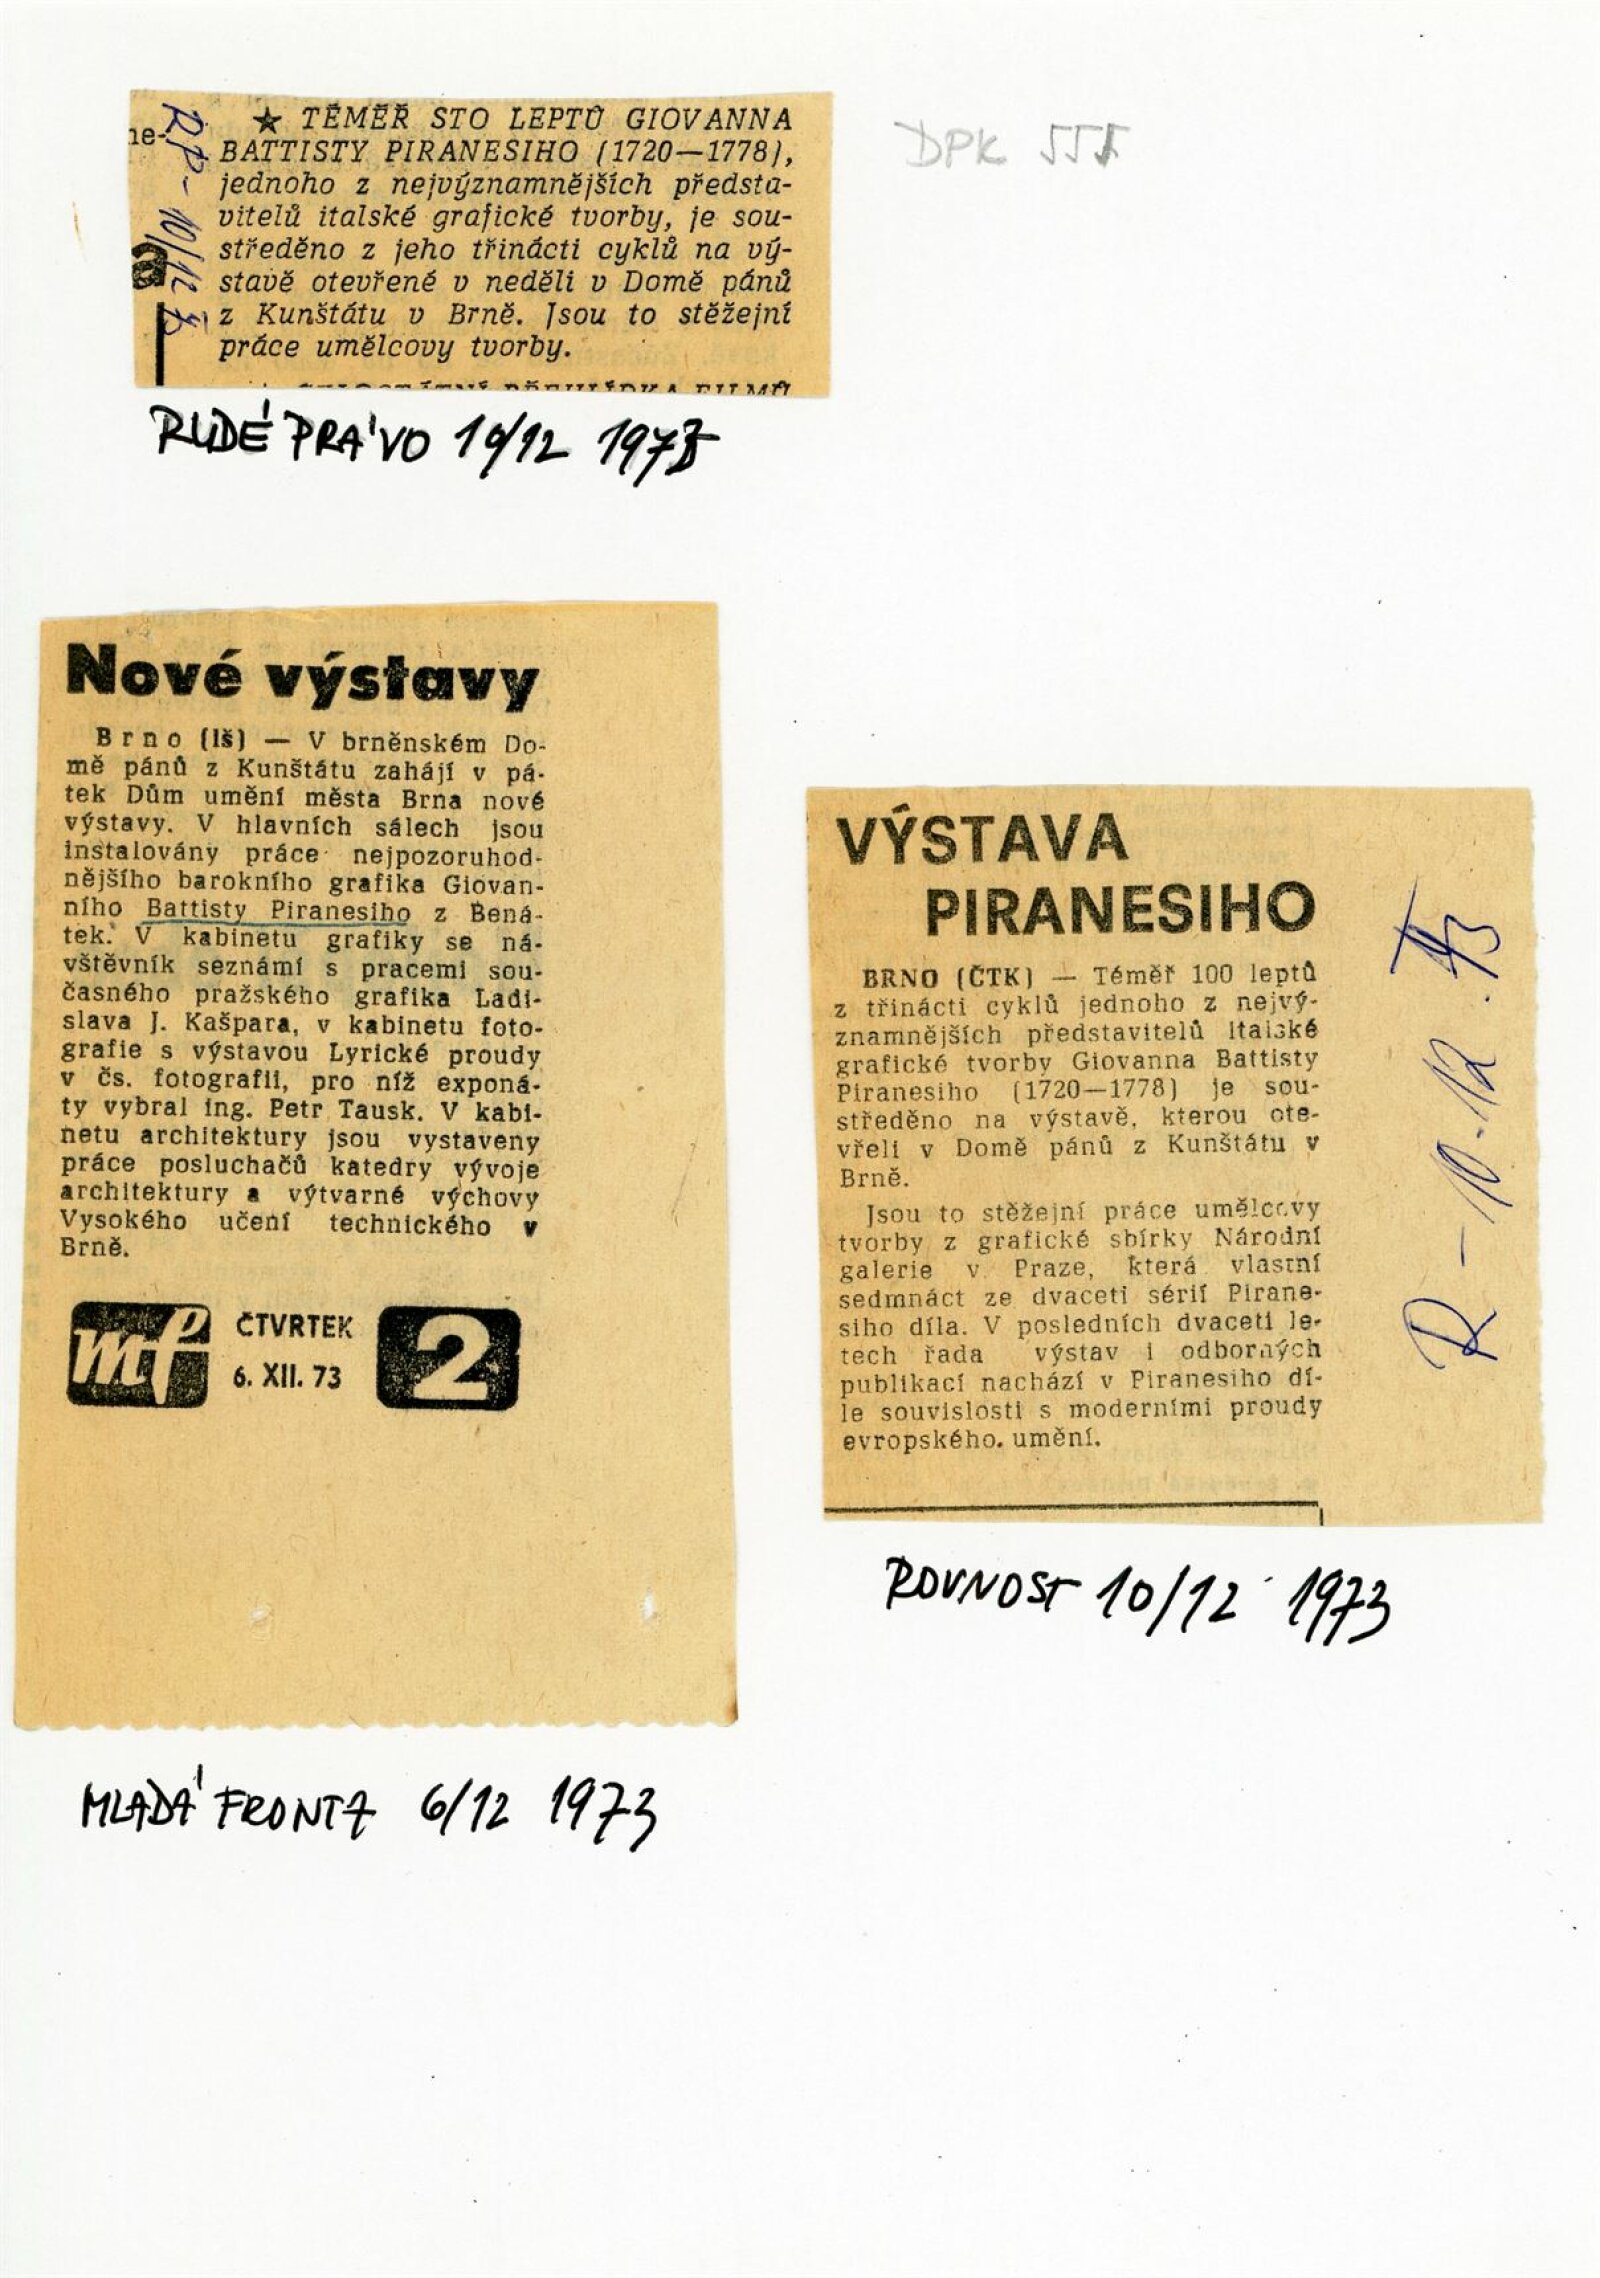 ★ TÉMĚŘ STO LEPTŮ GIOVANNA
BATTISTY PIRANESIHO (1720—1778),
jednoho z nejvýznamnějších předsta-
vitelů italské grafické tvorby, je sou-
středěno z jeho třinácti cyklů na vý-
stavě otevřené v neděli v Domě pánů
z Kunštátu v Brně. Jsou to stěžejní
práce umělcovy tvorby.
RP - 10/12
a
RUDÉ PRÁVO 10/12 1973
DPK 555
Nové výstavy
Brno (lš) — V brněnském Do-
mě pánů z Kunštátu zahájí v pá-
tek Dům umění města Brna nové
výstavy. V hlavních sálech jsou
instalovány práce nejpozoruhod-
nějšího barokního grafika Giovan-
ního Battisty Piranesiho z Bená-
tek. V kabinetu grafiky se ná-
vštěvník seznámí s pracemi sou-
časného pražského grafika Ladi-
slava J. Kašpara, v kabinetu foto-
grafie s výstavou Lyrické proudy
v čs. fotografii, pro níž exponá-
ty vybral ing. Petr Tausk. V kabi-
netu architektury jsou vystaveny
práce posluchačů katedry vývoje
architektury a výtvarné výchovy
Vysokého učení technického v
Brně.
mf ČTVRTEK 2
6. XII. 73
MLADÁ FRONTA 6/12 1973
VÝSTAVA
PIRANESIHO
BRNO (ČTK) — Téměř 100 leptů
z třinácti cyklů jednoho z nejvý-
znamnějších představitelů italské
grafické tvorby Giovanna Battisty
Piranesiho (1720—1778) je sou-
středěno na výstavě, kterou ote-
vřeli v Domě pánů z Kunštátu v
Brně.
Jsou to stěžejní práce umělcovy
tvorby z grafické sbírky Národní
galerie v Praze, která vlastní
sedmnáct ze dvaceti sérií Pirane-
siho díla. V posledních dvaceti le-
tech řada výstav i odborných
publikací nachází v Piranesiho dí-
le souvislosti s moderními proudy
evropského. umění.
R - 10.12.73
ROVNOST 10/12 1973